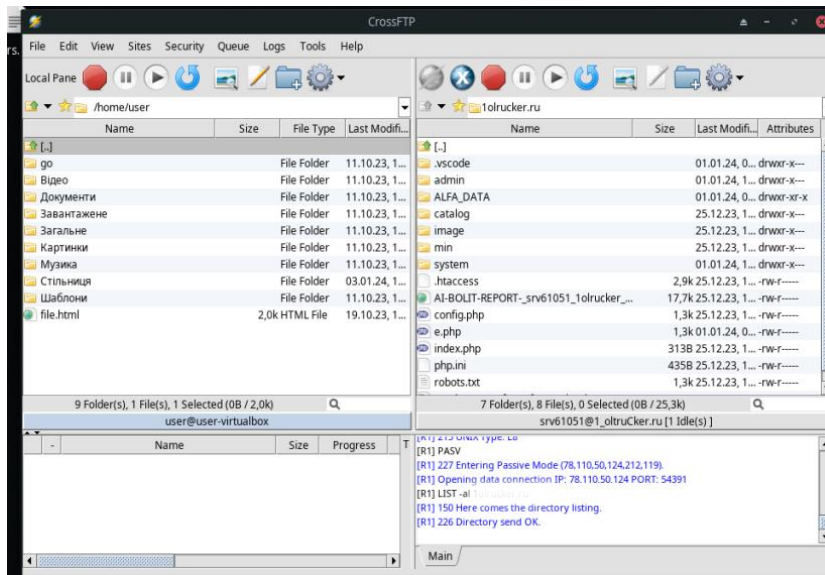 CrossFTP
rs.
File Edit View Sites Security Queue Logs Tools Help
Local Pane
/home/user
Name Size File Type Last Modifi...
[..]
go File Folder 11.10.23, 1...
Відео File Folder 11.10.23, 1...
Документи File Folder 11.10.23, 1...
Завантажене File Folder 11.10.23, 1...
Загальне File Folder 11.10.23, 1...
Картинки File Folder 11.10.23, 1...
Музика File Folder 11.10.23, 1...
Стільниця File Folder 03.01.24, 1...
Шаблони File Folder 11.10.23, 1...
file.html 2,0k HTML File 19.10.23, 1...
9 Folder(s), 1 File(s), 1 Selected (0B / 2,0k)
user@user-virtualbox
- Name Size Progress T
1olrucker.ru
Name Size Last Modifi... Attributes
[..]
.vscode 01.01.24, 0... drwxr-x---
admin 01.01.24, 1... drwxr-x---
ALFA_DATA 01.01.24, 0... drwxr-xr-x
catalog 25.12.23, 1... drwxr-x---
image 25.12.23, 1... drwxr-x---
min 25.12.23, 1... drwxr-x---
system 01.01.24, 1... drwxr-x---
.htaccess 2,9k 25.12.23, 1... -rw-r-----
AI-BOLIT-REPORT-_srv61051_1olrucker_... 17,7k 25.12.23, 1... -rw-r-----
config.php 1,3k 25.12.23, 1... -rw-r-----
e.php 1,3k 01.01.24, 0... -rw-r-----
index.php 313B 25.12.23, 1... -rw-r-----
php.ini 435B 25.12.23, 1... -rw-r-----
robots.txt 1,3k 25.12.23, 1... -rw-r-----
7 Folder(s), 8 File(s), 0 Selected (0B / 25,3k)
srv61051@1_oltruCker.ru [1 Idle(s) ]
[R1] 215 UNIX Type: L8
[R1] PASV
[R1] 227 Entering Passive Mode (78,110,50,124,212,119).
[R1] Opening data connection IP: 78.110.50.124 PORT: 54391
[R1] LIST -al
[R1] 150 Here comes the directory listing.
[R1] 226 Directory send OK.
Main